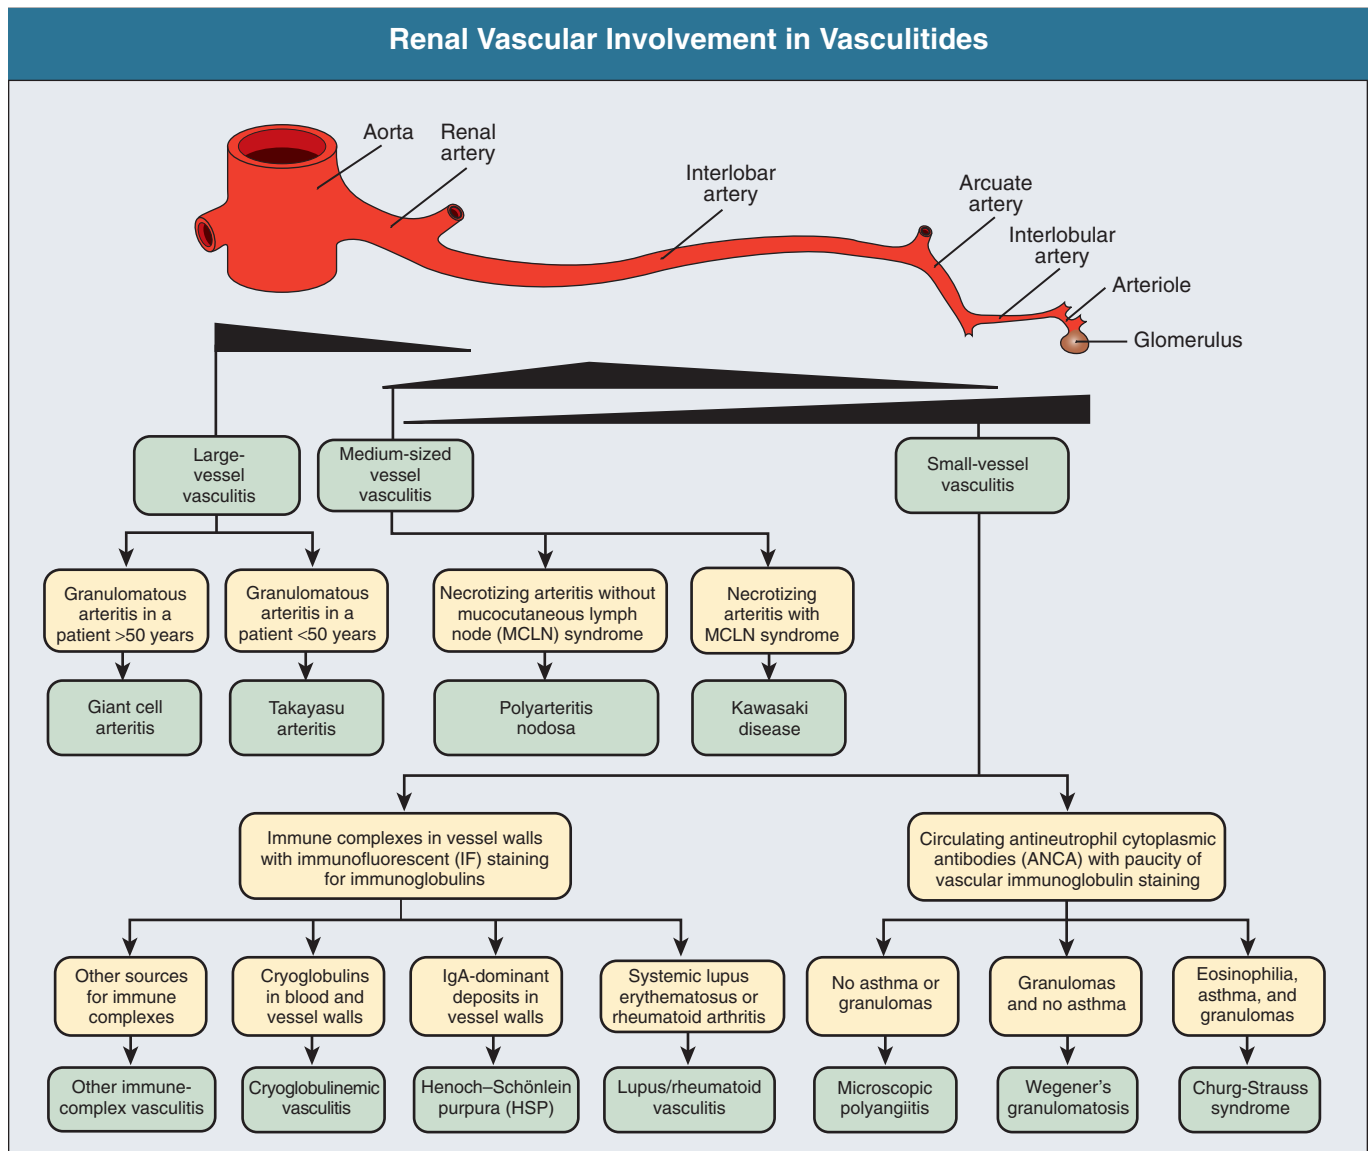 Renal Vascular Involvement in Vasculitides
Aorta
Renal
artery
Interlobar
artery
Arcuate
artery
Interlobular
artery
Arteriole
Glomerulus
Large-
vessel
vasculitis
Medium-sized
vessel
vasculitis
Small-vessel
vasculitis
Granulomatous
arteritis in a
patient >50 years
Granulomatous
arteritis in a
patient <50 years
Necrotizing arteritis without
mucocutaneous lymph
node (MCLN) syndrome
Necrotizing
arteritis with
MCLN syndrome
Giant cell
arteritis
Takayasu
arteritis
Polyarteritis
nodosa
Kawasaki
disease
Immune complexes in vessel walls
with immunofluorescent (IF) staining
for immunoglobulins
Circulating antineutrophil cytoplasmic
antibodies (ANCA) with paucity of
vascular immunoglobulin staining
Other sources
for immune
complexes
Cryoglobulins
in blood and
vessel walls
IgA-dominant
deposits in
vessel walls
Systemic lupus
erythematosus or
rheumatoid arthritis
No asthma or
granulomas
Granulomas
and no asthma
Eosinophilia,
asthma, and
granulomas
Other immune-
complex vasculitis
Cryoglobulinemic
vasculitis
Henoch–Schönlein
purpura (HSP)
Lupus/rheumatoid
vasculitis
Microscopic
polyangiitis
Wegener's
granulomatosis
Churg-Strauss
syndrome